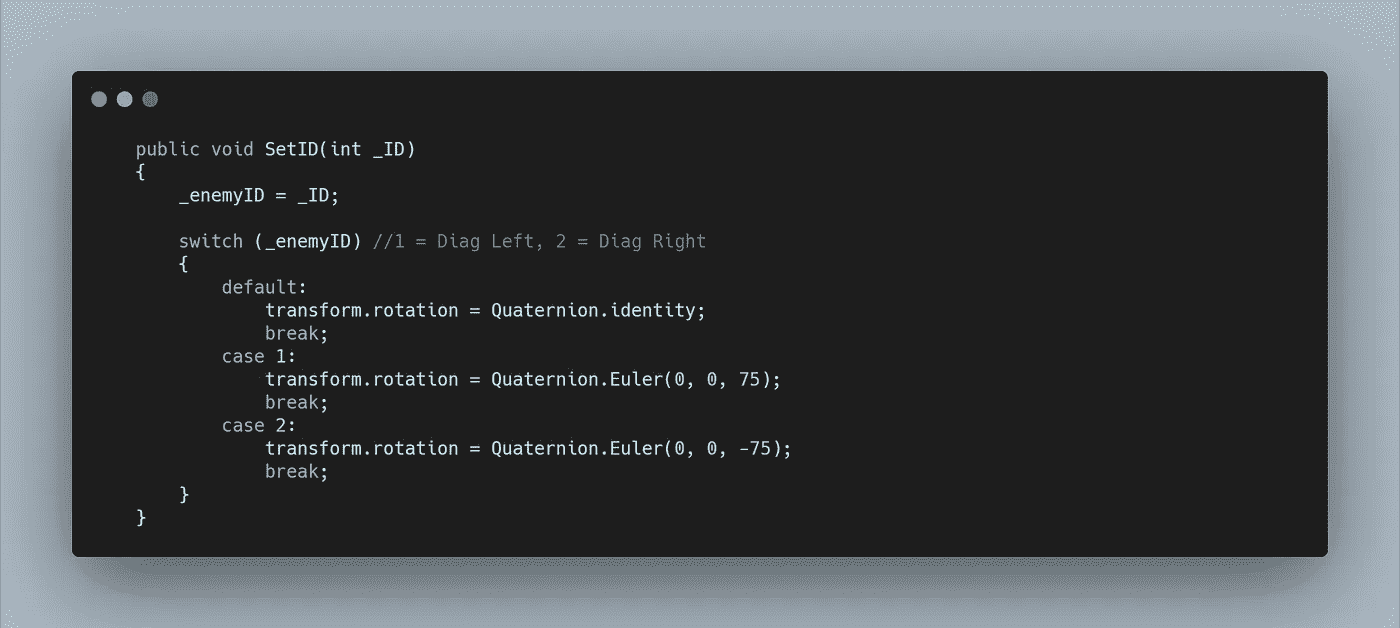 public void SetID(int _ID)
{
    _enemyID = _ID;

    switch (_enemyID) //1 = Diag Left, 2 = Diag Right
    {
        default:
            transform.rotation = Quaternion.identity;
            break;
        case 1:
            transform.rotation = Quaternion.Euler(0, 0, 75);
            break;
        case 2:
            transform.rotation = Quaternion.Euler(0, 0, -75);
            break;
    }
}